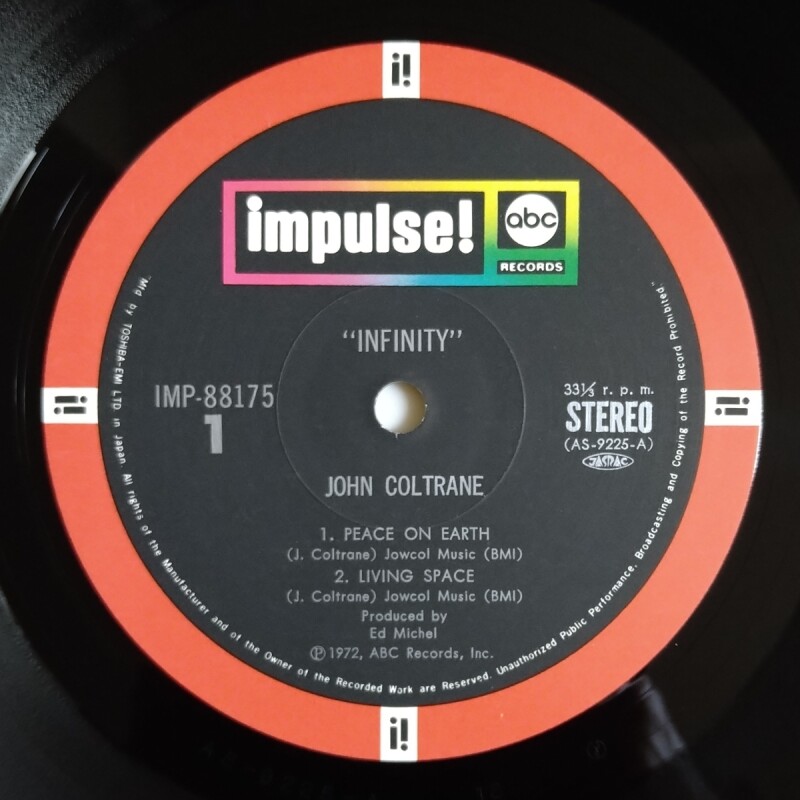 i!
impulse!
abc
RECORDS
"INFINITY"
IMP-88175
1
33⅓ r. p. m.
STEREO
(AS-9225-A)
JASRAC
i!
i!
JOHN COLTRANE
1. PEACE ON EARTH
(J. Coltrane) Jowcol Music (BMI)
2. LIVING SPACE
(J. Coltrane) Jowcol Music (BMI)
Produced by
Ed Michel
Ⓟ1972, ABC Records, Inc.
"Mfd by TOSHIBA-EMI LTD in Japan. All rights of the Manufacturer and of the Owner of the Recorded Work are Reserved. Unauthorized Public Performance. Broadcasting and Copying of the Record Prohibited."
i!